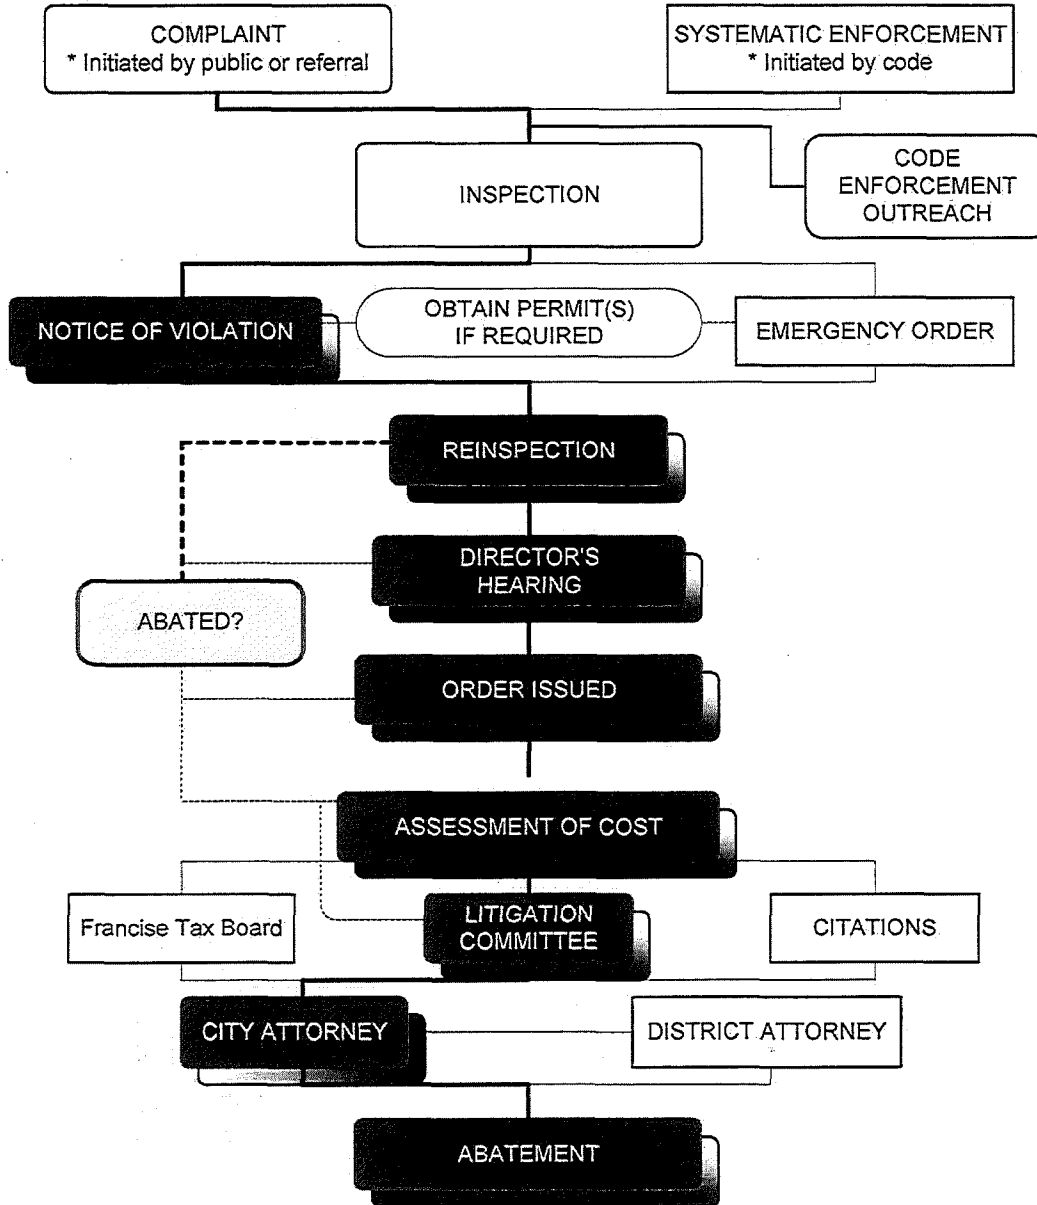 COMPLAINT
* Initiated by public or referral
SYSTEMATIC ENFORCEMENT
* Initiated by code
INSPECTION
CODE
ENFORCEMENT
OUTREACH
NOTICE OF VIOLATION
OBTAIN PERMIT(S)
IF REQUIRED
EMERGENCY ORDER
REINSPECTION
DIRECTOR'S
HEARING
ABATED?
ORDER ISSUED
ASSESSMENT OF COST
Francise Tax Board
LITIGATION
COMMITTEE
CITATIONS
CITY ATTORNEY
DISTRICT ATTORNEY
ABATEMENT